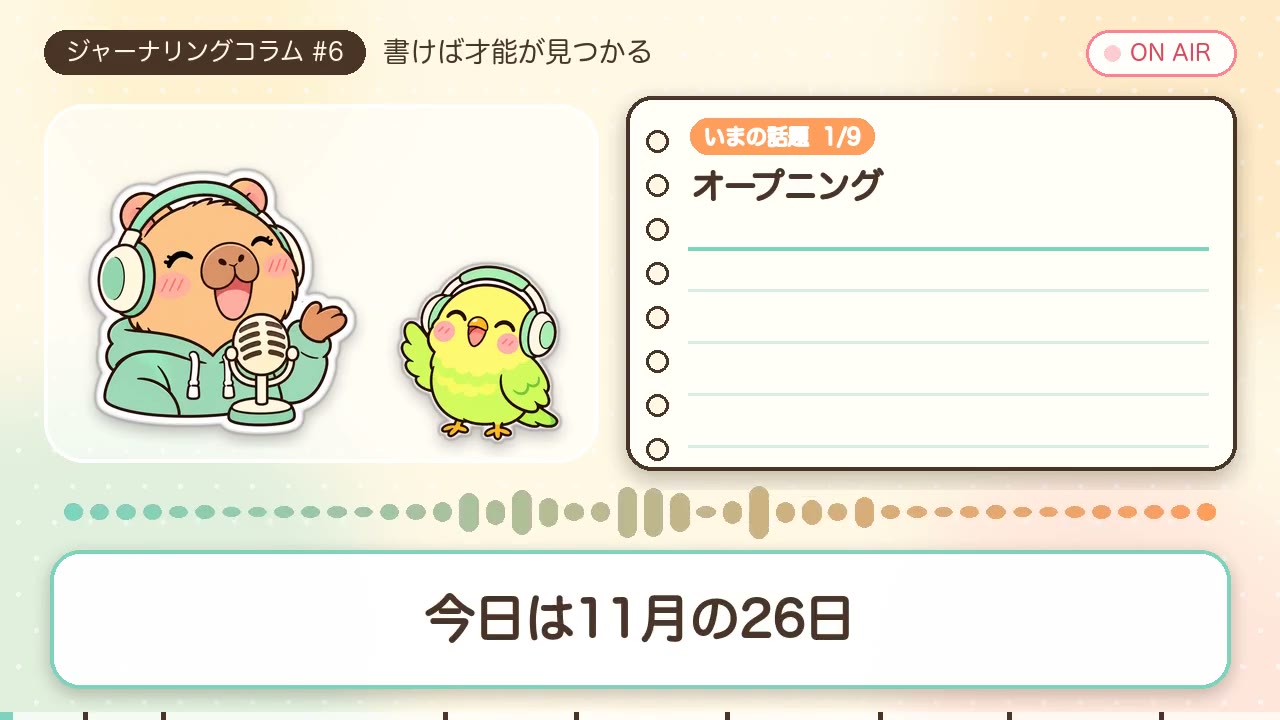 ジャーナリングコラム #6
書けば才能が見つかる
ON AIR
いまの話題 1/9
オープニング
今日は11月の26日